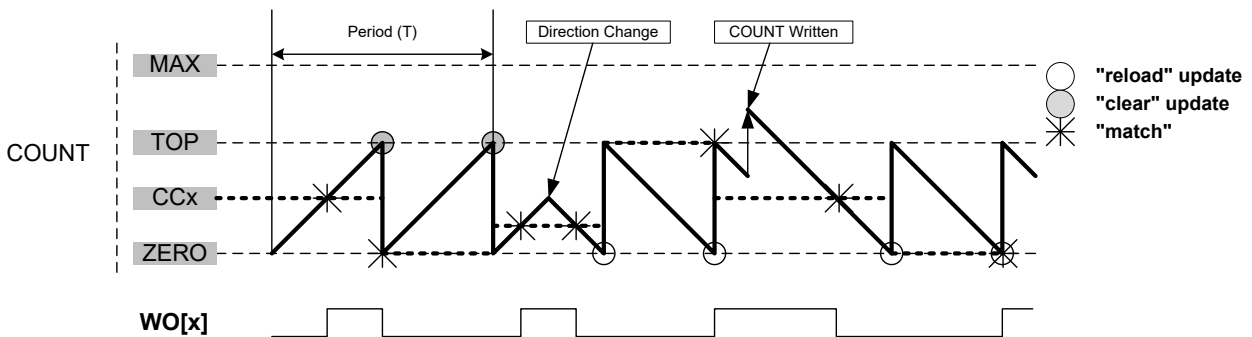 Period (T)
Direction Change
COUNT Written
MAX
"reload" update
"clear" update
"match"
TOP
COUNT
CCx
ZERO
WO[x]